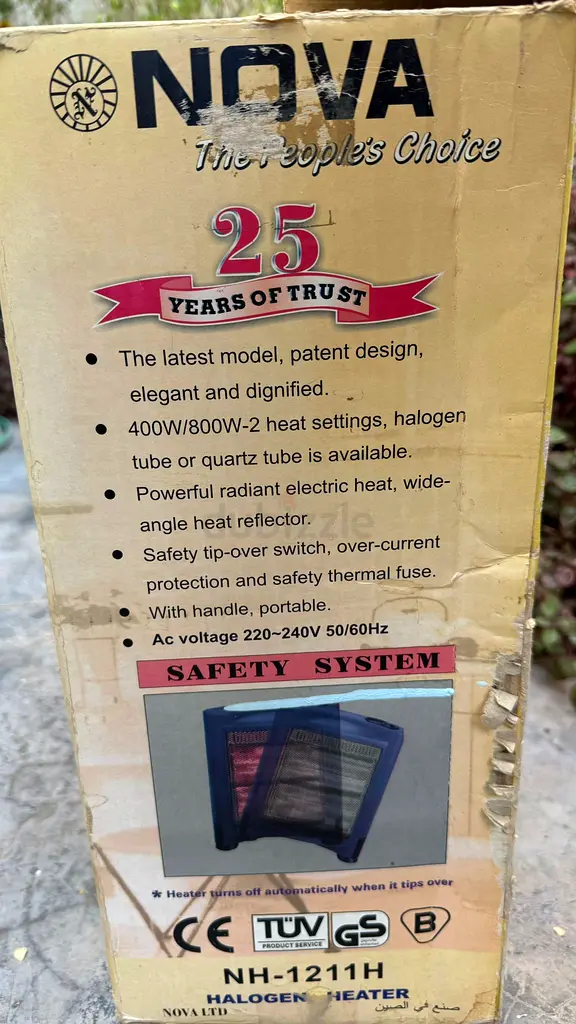 NOVA
The People's Choice
25
YEARS OF TRUST
• The latest model, patent design,
elegant and dignified.
• 400W/800W-2 heat settings, halogen
tube or quartz tube is available.
• Powerful radiant electric heat, wide-
angle heat reflector.
dubizzle
• Safety tip-over switch, over-current
protection and safety thermal fuse.
• With handle, portable.
• Ac voltage 220~240V 50/60Hz
SAFETY SYSTEM
* Heater turns off automatically when it tips over
CE
TÜV
PRODUCT SERVICE
GS
B
NH-1211H
HALOGEN HEATER
NOVA LTD
صنع في الصين